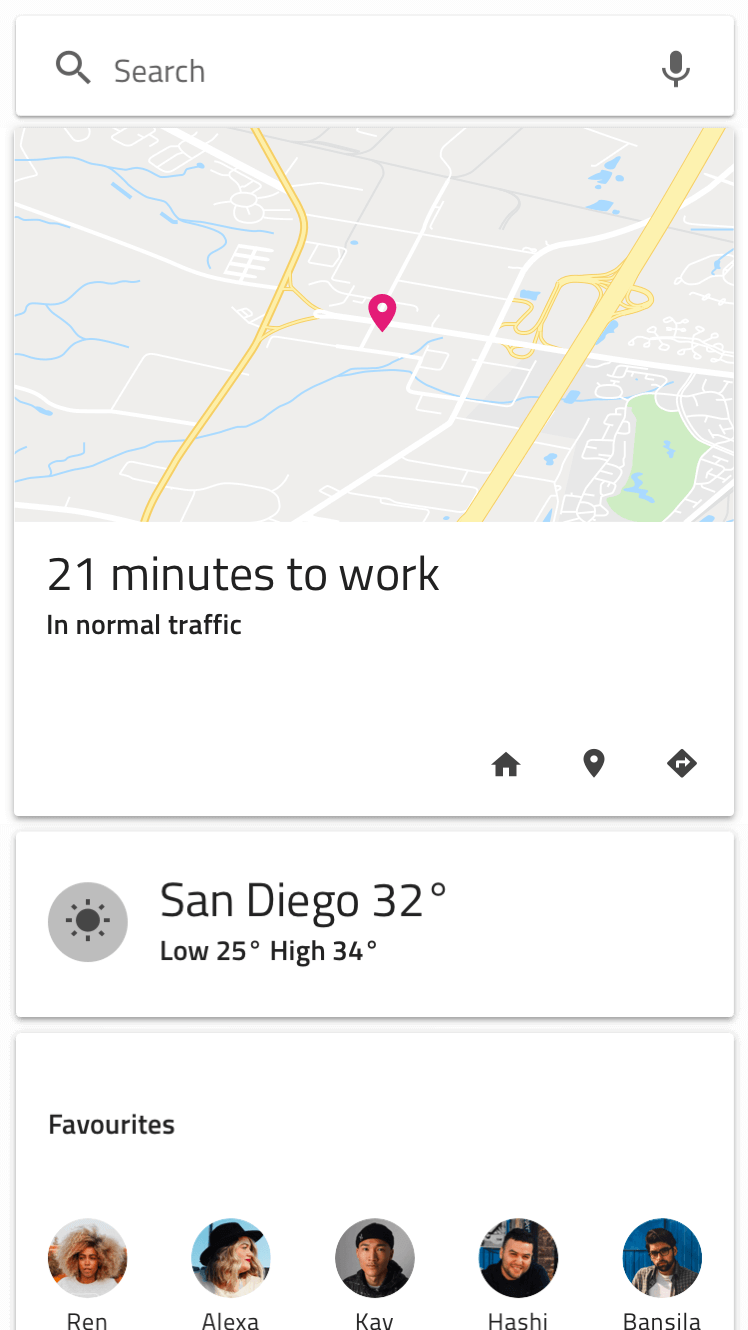 Search
21 minutes to work
In normal traffic
San Diego 32°
Low 25° High 34°
Favourites
Ren Alexa Kay Hashi Bansila